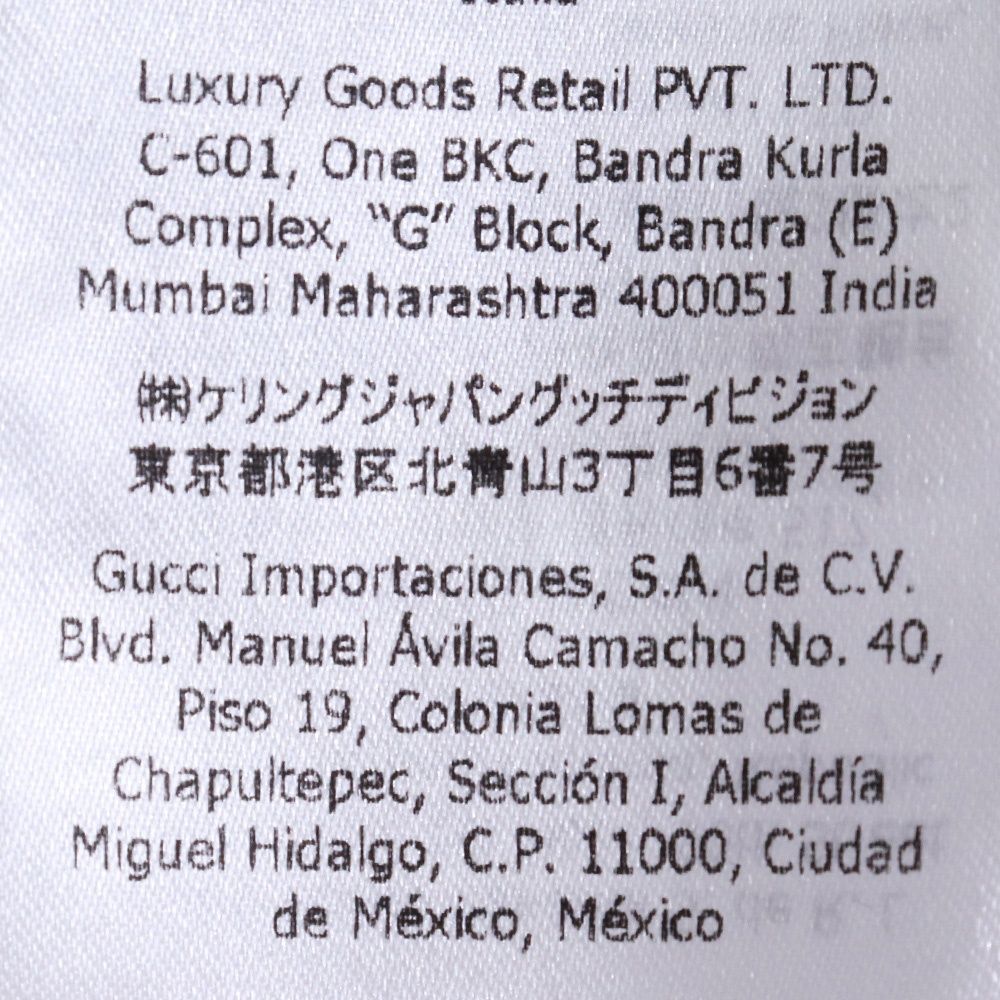 Luxury Goods Retail PVT. LTD.
C-601, One BKC, Bandra Kurla
Complex, “G” Block, Bandra (E)
Mumbai Maharashtra 400051 India
㈱ケリングジャパングッチディビジョン
東京都港区北青山3丁目6番7号
Gucci Importaciones, S.A. de C.V.
Blvd. Manuel Ávila Camacho No. 40,
Piso 19, Colonia Lomas de
Chapultepec, Sección I, Alcaldía
Miguel Hidalgo, C.P. 11000, Ciudad
de México, México